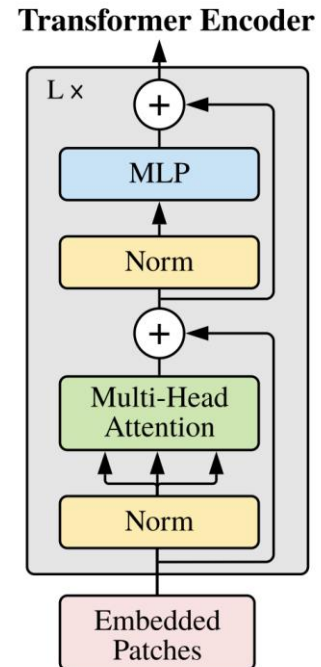 Transformer Encoder
L ×
+
MLP
Norm
+
Multi-Head
Attention
Norm
Embedded
Patches